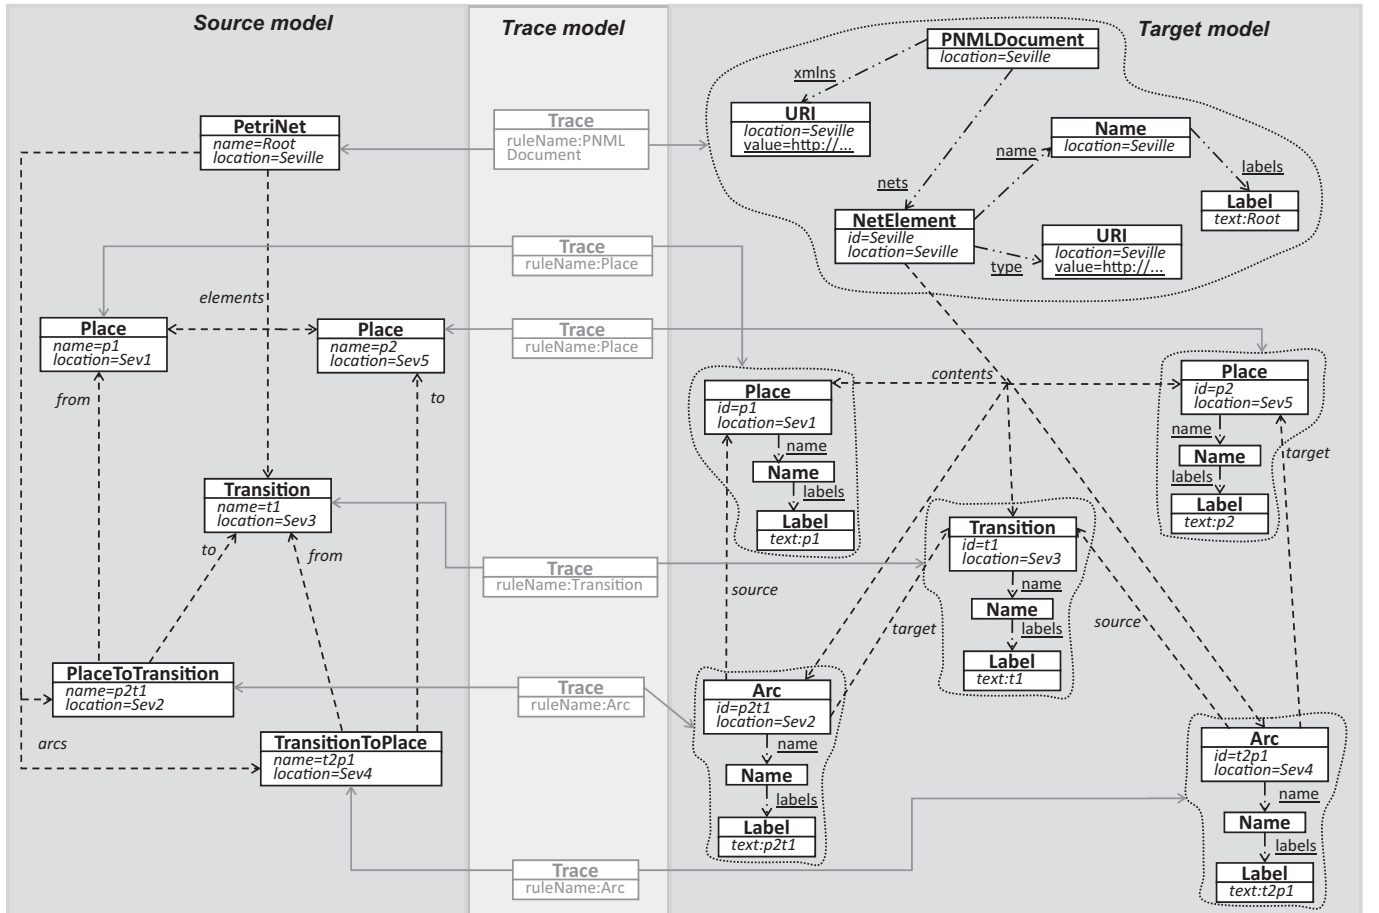 Source model
Trace model
Target model
PetriNet
name=Root
location=Seville
elements
Place
name=p1
location=Sev1
Place
name=p2
location=Sev5
from
to
Transition
name=t1
location=Sev3
to
from
PlaceToTransition
name=p2t1
location=Sev2
arcs
TransitionToPlace
name=t2p1
location=Sev4
Trace
ruleName:PNML
Document
Trace
ruleName:Place
Trace
ruleName:Place
Trace
ruleName:Transition
Trace
ruleName:Arc
Trace
ruleName:Arc
PNMLDocument
location=Seville
xmlns
URI
location=Seville
value=http://...
Name
location=Seville
name
labels
nets
Label
text:Root
NetElement
id=Seville
location=Seville
URI
location=Seville
value=http://...
type
contents
Place
id=p1
location=Sev1
name
Name
labels
Label
text:p1
Place
id=p2
location=Sev5
name
Name
labels
Label
text:p2
target
Transition
id=t1
location=Sev3
name
Name
labels
Label
text:t1
source
target
source
Arc
id=p2t1
location=Sev2
name
Name
labels
Label
text:p2t1
Arc
id=t2p1
location=Sev4
name
Name
labels
Label
text:t2p1